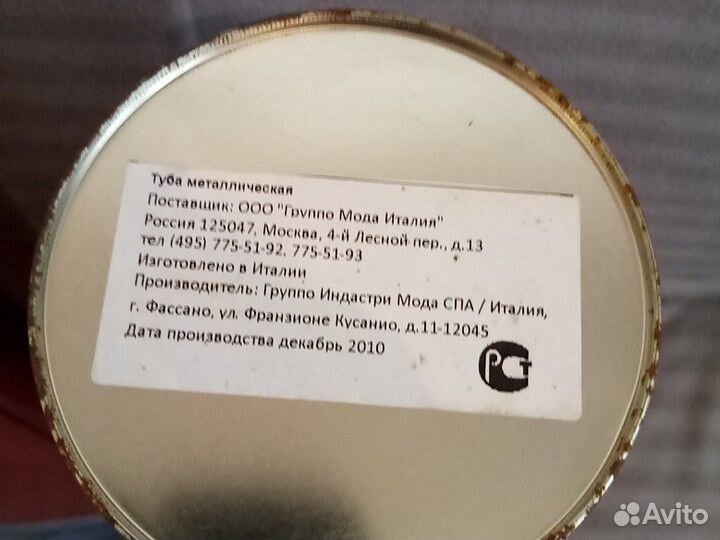 Туба металлическая
Поставщик: ООО "Группо Мода Италия"
Россия 125047, Москва, 4-й Лесной пер., д.13
тел (495) 775-51-92, 775-51-93
Изготовлено в Италии
Производитель: Группо Индастри Мода СПА / Италия,
г. Фассано, ул. Франзионе Кусанио, д.11-12045
Дата производства декабрь 2010
РСТ
Avito